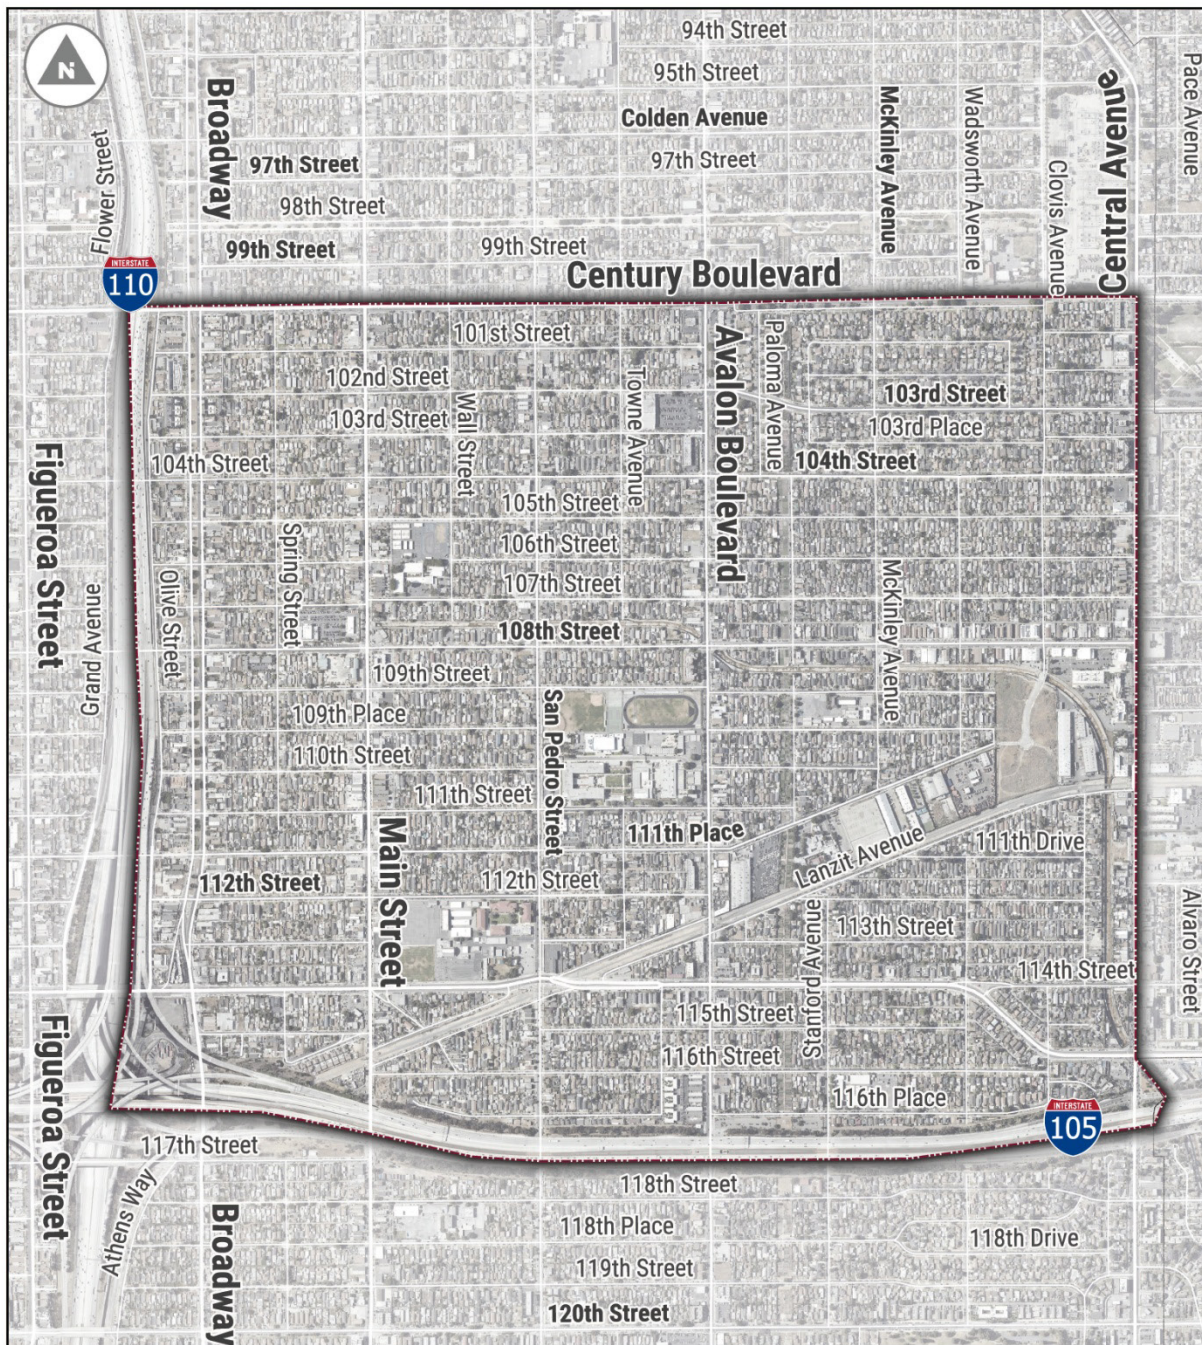 N
94th Street
95th Street
Pace Avenue
Broadway
Colden Avenue
McKinley Avenue
Wadsworth Avenue
Central Avenue
Flower Street
97th Street
97th Street
Clovis Avenue
98th Street
99th Street
99th Street
INTERSTATE
110
Century Boulevard
101st Street
Avalon Boulevard
Paloma Avenue
102nd Street
Towne Avenue
103rd Street
103rd Street
Wall Street
103rd Place
Figueroa Street
104th Street
104th Street
105th Street
Spring Street
106th Street
Olive Street
107th Street
McKinley Avenue
Grand Avenue
108th Street
109th Street
San Pedro Street
109th Place
110th Street
111th Street
Main Street
111th Place
Lanzit Avenue
111th Drive
112th Street
112th Street
Stanford Avenue
113th Street
Alvaro Street
114th Street
Figueroa Street
115th Street
116th Street
116th Place
INTERSTATE
105
117th Street
Athens Way
118th Street
Broadway
118th Place
118th Drive
119th Street
120th Street